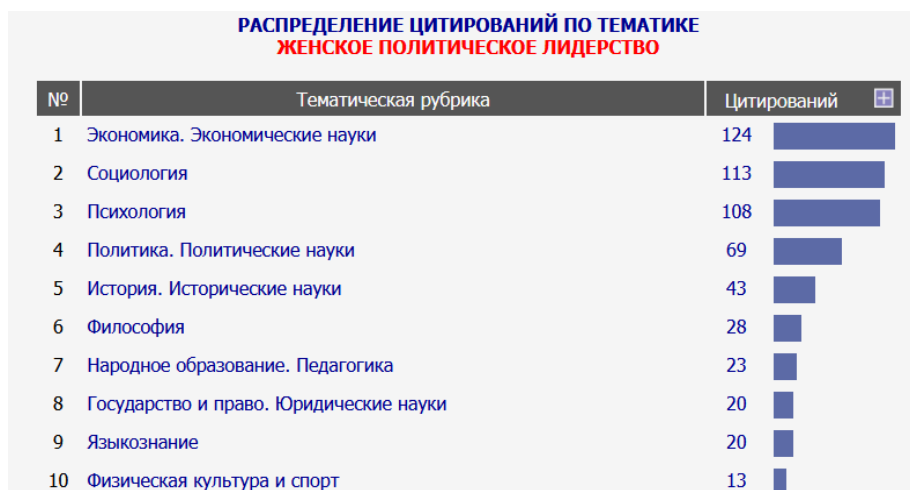 РАСПРЕДЕЛЕНИЕ ЦИТИРОВАНИЙ ПО ТЕМАТИКЕ
ЖЕНСКОЕ ПОЛИТИЧЕСКОЕ ЛИДЕРСТВО
№ Тематическая рубрика Цитирований
1 Экономика. Экономические науки 124
2 Социология 113
3 Психология 108
4 Политика. Политические науки 69
5 История. Исторические науки 43
6 Философия 28
7 Народное образование. Педагогика 23
8 Государство и право. Юридические науки 20
9 Языкознание 20
10 Физическая культура и спорт 13